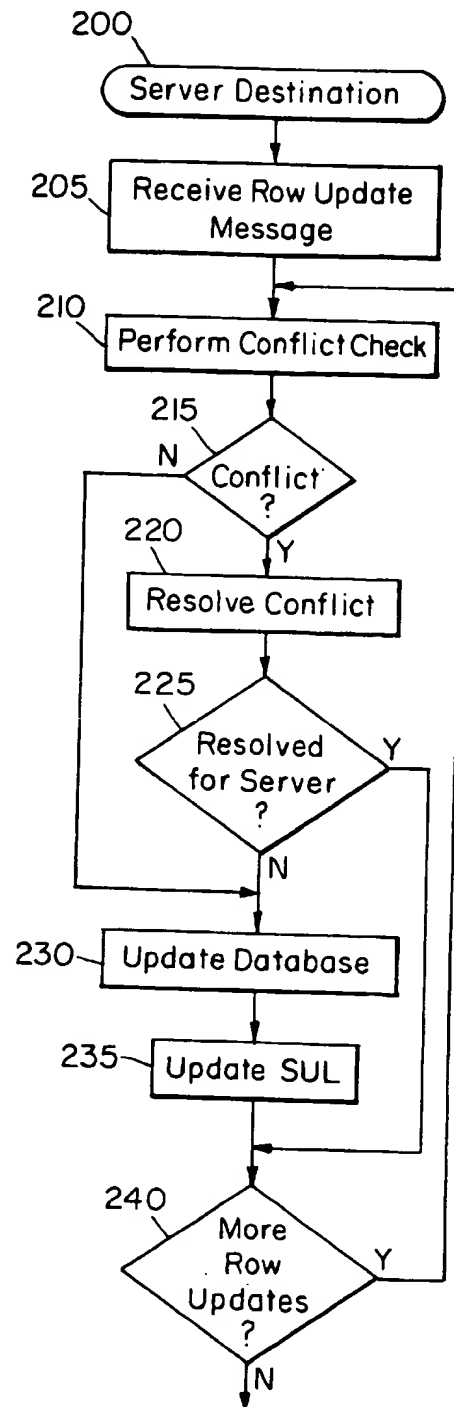 200
Server Destination
205
Receive Row Update
Message
210
Perform Conflict Check
215
N
Conflict
?
Y
220
Resolve Conflict
225
Resolved
for Server
?
Y
N
230
Update Database
235
Update SUL
240
More
Row
Updates
?
Y
N